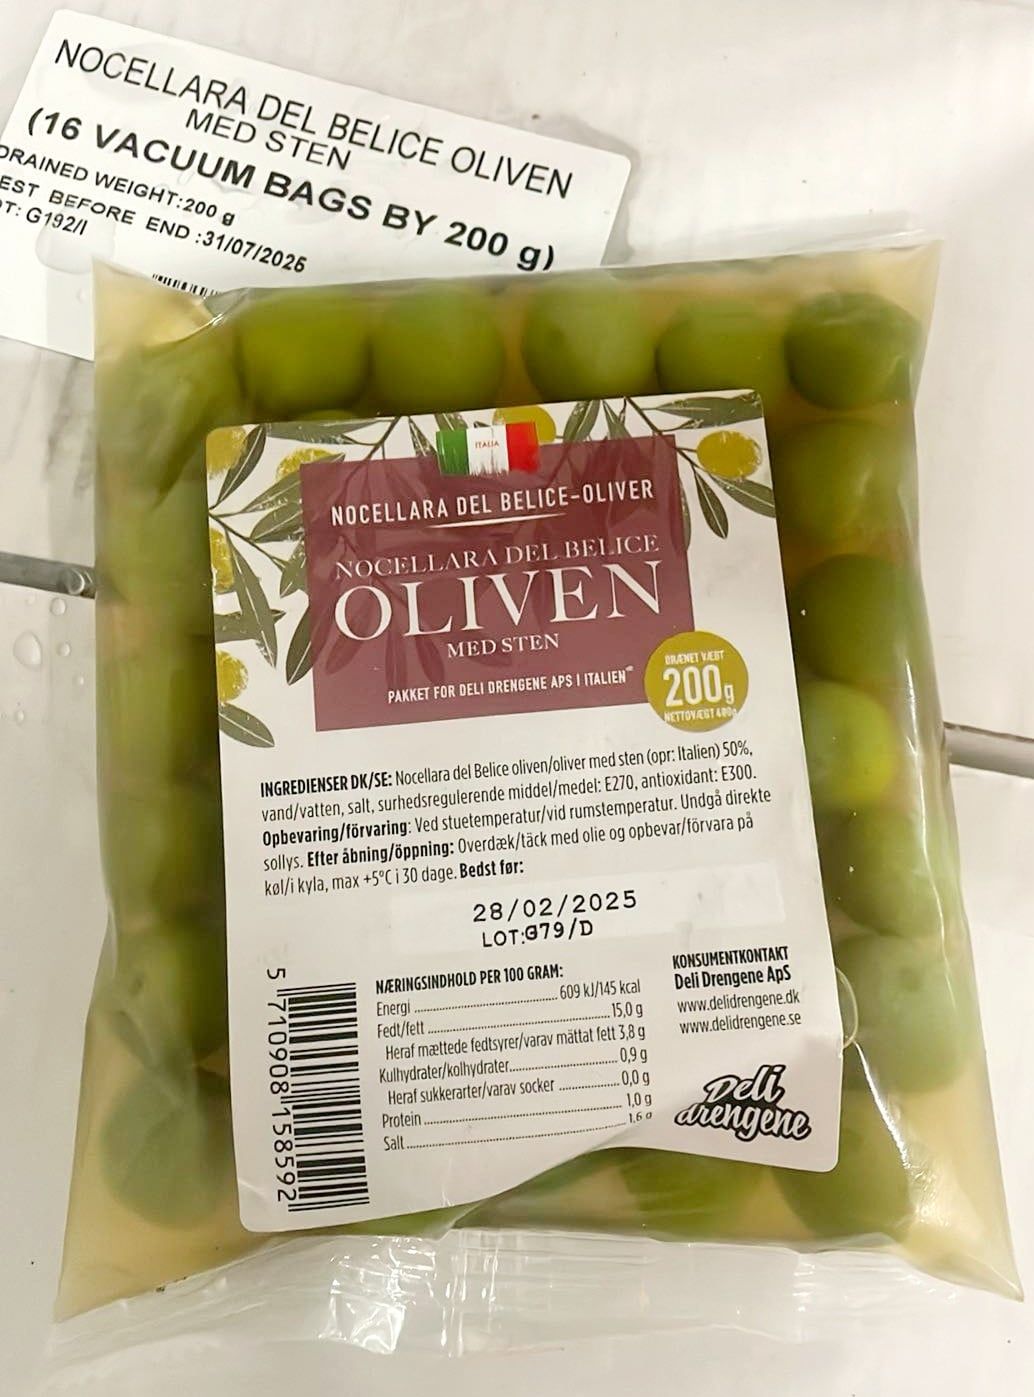 NOCELLARA DEL BELICE OLIVEN
MED STEN
(16 VACUUM BAGS BY 200 g)
DRAINED WEIGHT:200 g
EST BEFORE END :31/07/2026
OT: G192/I
ITALIA
NOCELLARA DEL BELICE-OLIVER
NOCELLARA DEL BELICE
OLIVEN
MED STEN
PAKKET FOR DELI DRENGENE APS I ITALIEN
DRÆNET VÆGT
200g
NETTOVÆGT 400g
INGREDIENSER DK/SE: Nocellara del Belice oliven/oliver med sten (opr: Italien) 50%,
vand/vatten, salt, surhedsregulerende middel/medel: E270, antioxidant: E300.
Opbevaring/förvaring: Ved stuetemperatur/vid rumstemperatur. Undgå direkte
sollys. Efter åbning/öppning: Overdæk/täck med olie og opbevar/förvara på
køl/i kyla, max +5°C i 30 dage. Bedst før:
28/02/2025
LOT:G79/D
NÆRINGSINDHOLD PER 100 GRAM:
Energi ........ 609 kJ/145 kcal
Fedt/fett ........ 15,0 g
Heraf mættede fedtsyrer/varav mättat fett 3,8 g
Kulhydrater/kolhydrater ........ 0,9 g
Heraf sukkerarter/varav socker ........ 0,0 g
Protein ........ 1,0 g
Salt ........ 1,6 g
KONSUMENTKONTAKT
Deli Drengene ApS
www.delidrengene.dk
www.delidrengene.se
Deli
drengene
5 710908 158592